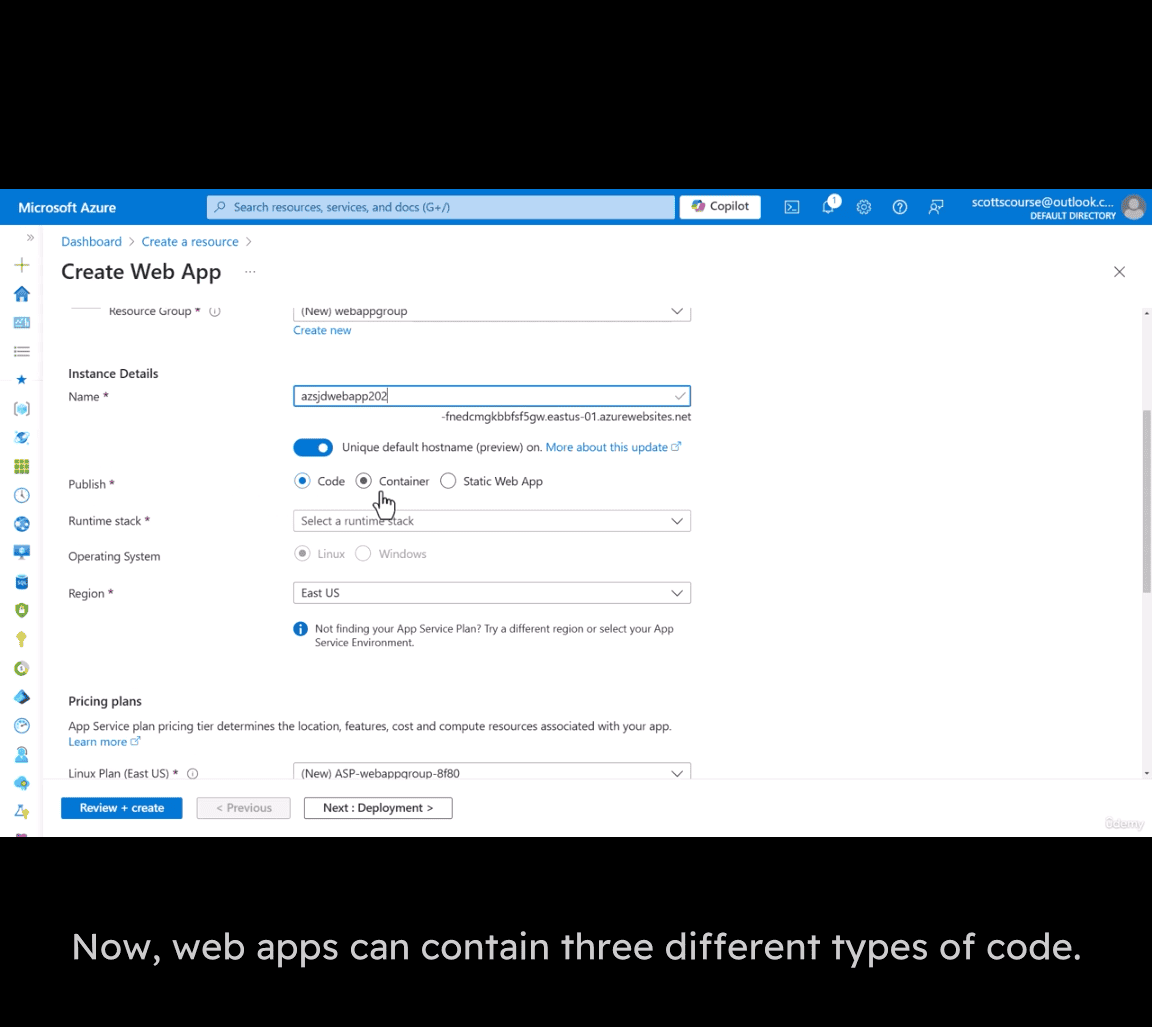 Microsoft Azure
Search resources, services, and docs (G+/)
Copilot
1
scottscourse@outlook.c...
DEFAULT DIRECTORY
Dashboard > Create a resource >
Create Web App ...
Resource Group *
(New) webappgroup
Create new
Instance Details
Name *
azsjdwebapp202
-fnedcmgkbbfsf5gw.eastus-01.azurewebsites.net
Unique default hostname (preview) on. More about this update
Publish *
Code Container Static Web App
Runtime stack *
Select a runtime stack
Operating System
Linux Windows
Region *
East US
Not finding your App Service Plan? Try a different region or select your App
Service Environment.
Pricing plans
App Service plan pricing tier determines the location, features, cost and compute resources associated with your app.
Learn more
Linux Plan (East US) *
(New) ASP-webappgroup-8f80
Review + create
< Previous
Next : Deployment >
ûdemy
Now, web apps can contain three different types of code.